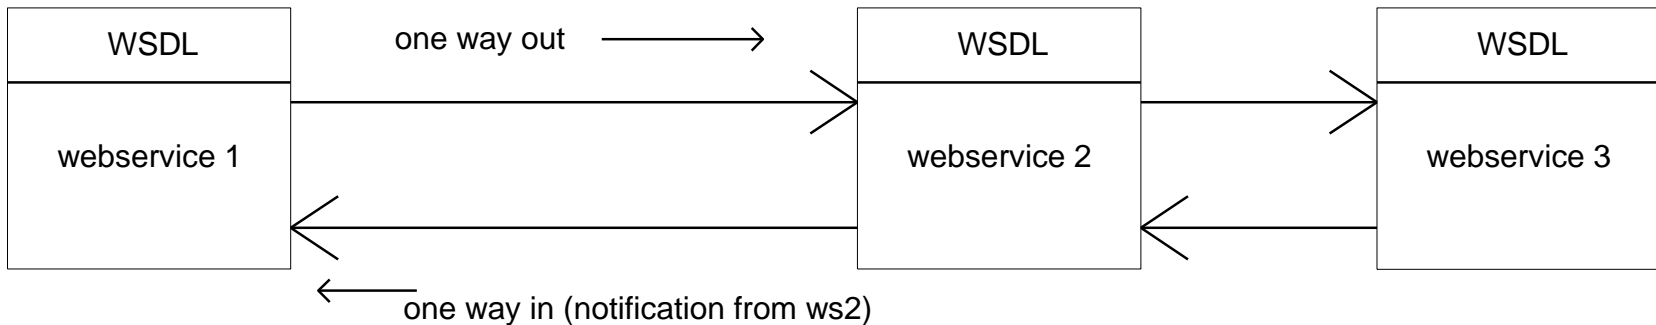 WSDL
one way out
WSDL
WSDL
webservice 1
webservice 2
webservice 3
one way in (notification from ws2)